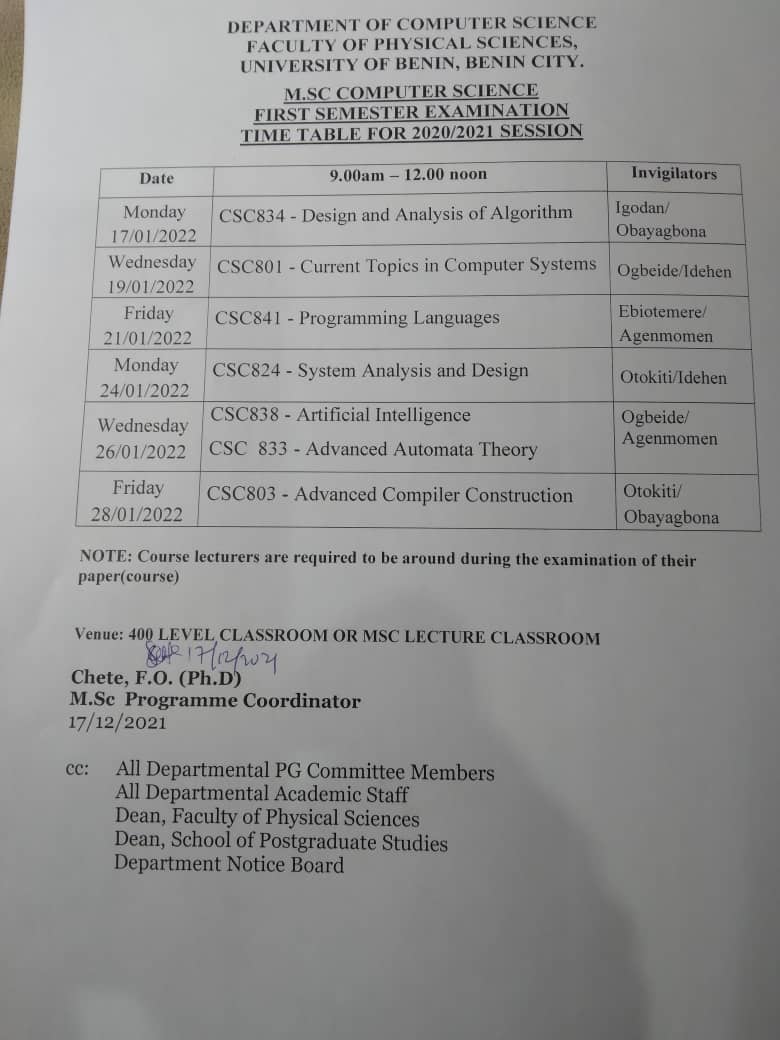 DEPARTMENT OF COMPUTER SCIENCE
FACULTY OF PHYSICAL SCIENCES,
UNIVERSITY OF BENIN, BENIN CITY.
M.SC COMPUTER SCIENCE
FIRST SEMESTER EXAMINATION
TIME TABLE FOR 2020/2021 SESSION
Date 9.00am – 12.00 noon Invigilators
Monday 17/01/2022 CSC834 - Design and Analysis of Algorithm Igodan/ Obayagbona
Wednesday 19/01/2022 CSC801 - Current Topics in Computer Systems Ogbeide/Idehen
Friday 21/01/2022 CSC841 - Programming Languages Ebiotemere/ Agenmomen
Monday 24/01/2022 CSC824 - System Analysis and Design Otokiti/Idehen
Wednesday 26/01/2022 CSC838 - Artificial Intelligence CSC 833 - Advanced Automata Theory Ogbeide/ Agenmomen
Friday 28/01/2022 CSC803 - Advanced Compiler Construction Otokiti/ Obayagbona
NOTE: Course lecturers are required to be around during the examination of their
paper(course)
Venue: 400 LEVEL CLASSROOM OR MSC LECTURE CLASSROOM
17/12/2021
Chete, F.O. (Ph.D)
M.Sc Programme Coordinator
17/12/2021
cc: All Departmental PG Committee Members
All Departmental Academic Staff
Dean, Faculty of Physical Sciences
Dean, School of Postgraduate Studies
Department Notice Board